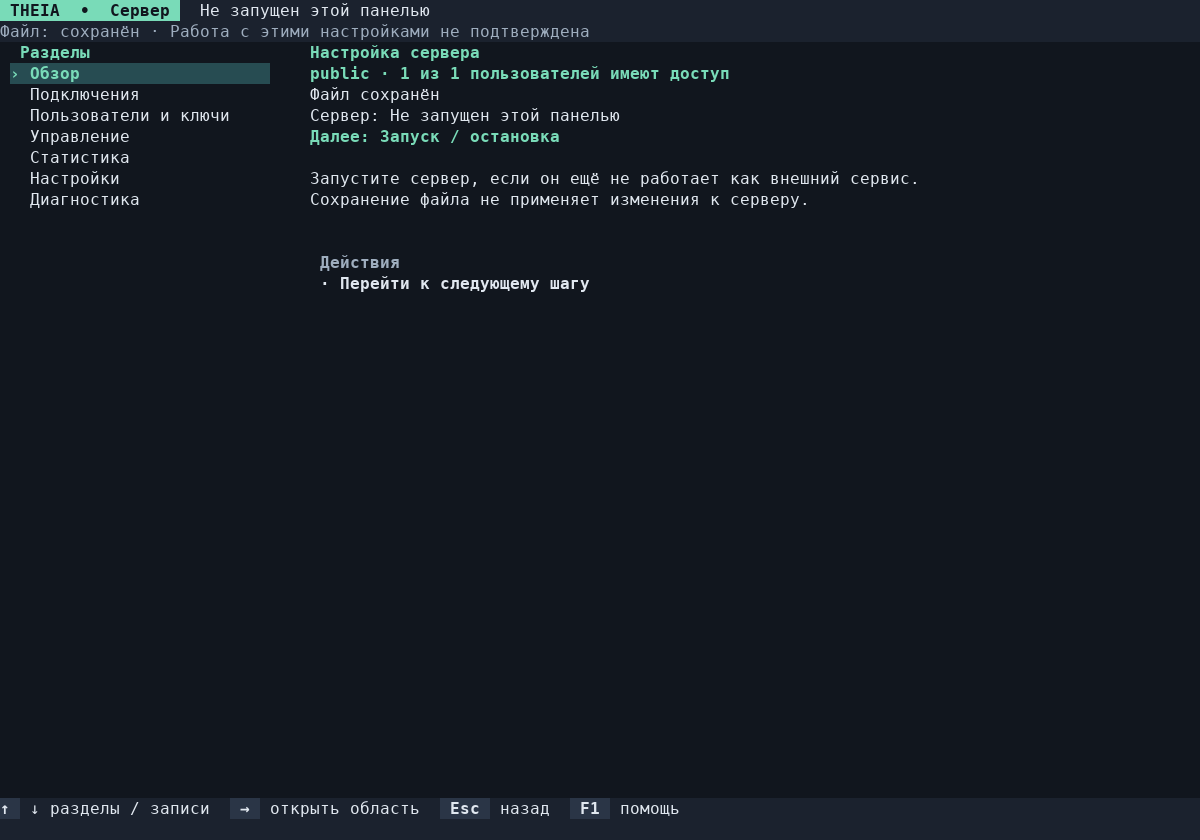 THEIA • Сервер Не запущен этой панелью
Файл: сохранён · Работа с этими настройками не подтверждена
Разделы
› Обзор
Подключения
Пользователи и ключи
Управление
Статистика
Настройки
Диагностика
Настройка сервера
public · 1 из 1 пользователей имеют доступ
Файл сохранён
Сервер: Не запущен этой панелью
Далее: Запуск / остановка
Запустите сервер, если он ещё не работает как внешний сервис.
Сохранение файла не применяет изменения к серверу.
Действия
· Перейти к следующему шагу
↑ ↓ разделы / записи → открыть область Esc назад F1 помощь